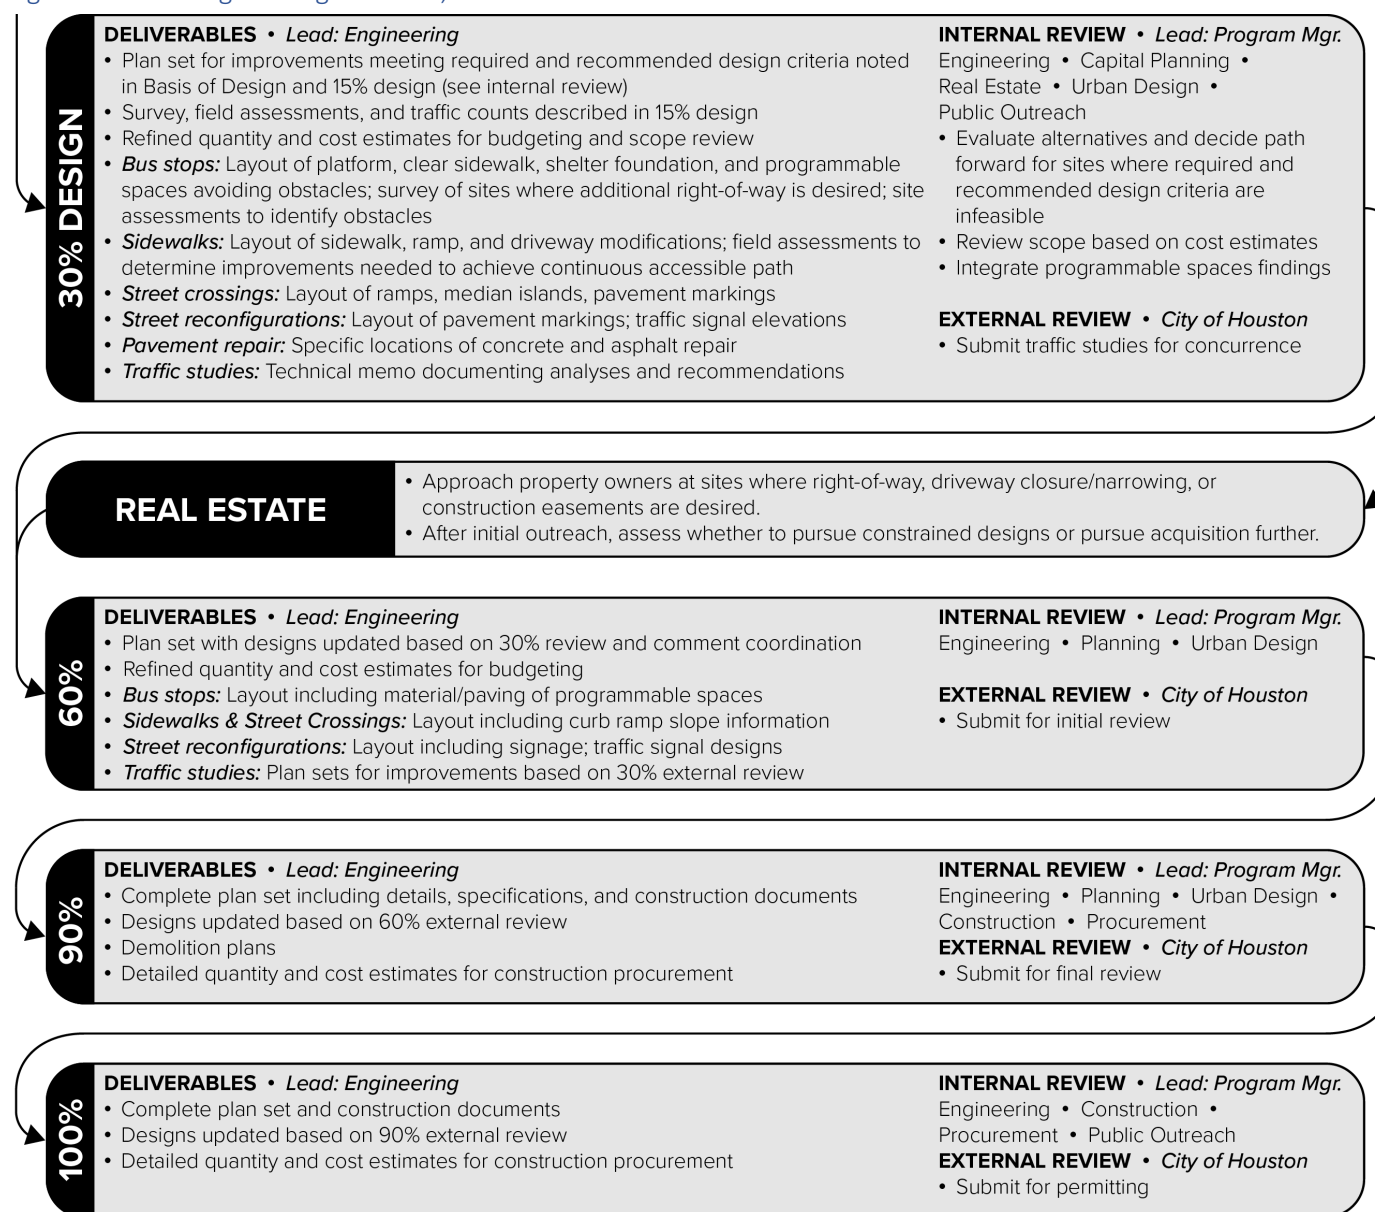 30% DESIGN
DELIVERABLES • Lead: Engineering
• Plan set for improvements meeting required and recommended design criteria noted
in Basis of Design and 15% design (see internal review)
• Survey, field assessments, and traffic counts described in 15% design
• Refined quantity and cost estimates for budgeting and scope review
• Bus stops: Layout of platform, clear sidewalk, shelter foundation, and programmable
spaces avoiding obstacles; survey of sites where additional right-of-way is desired; site
assessments to identify obstacles
• Sidewalks: Layout of sidewalk, ramp, and driveway modifications; field assessments to
determine improvements needed to achieve continuous accessible path
• Street crossings: Layout of ramps, median islands, pavement markings
• Street reconfigurations: Layout of pavement markings; traffic signal elevations
• Pavement repair: Specific locations of concrete and asphalt repair
• Traffic studies: Technical memo documenting analyses and recommendations
INTERNAL REVIEW • Lead: Program Mgr.
Engineering • Capital Planning •
Real Estate • Urban Design •
Public Outreach
• Evaluate alternatives and decide path
forward for sites where required and
recommended design criteria are
infeasible
• Review scope based on cost estimates
• Integrate programmable spaces findings
EXTERNAL REVIEW • City of Houston
• Submit traffic studies for concurrence
REAL ESTATE
• Approach property owners at sites where right-of-way, driveway closure/narrowing, or
construction easements are desired.
• After initial outreach, assess whether to pursue constrained designs or pursue acquisition further.
60%
DELIVERABLES • Lead: Engineering
• Plan set with designs updated based on 30% review and comment coordination
• Refined quantity and cost estimates for budgeting
• Bus stops: Layout including material/paving of programmable spaces
• Sidewalks & Street Crossings: Layout including curb ramp slope information
• Street reconfigurations: Layout including signage; traffic signal designs
• Traffic studies: Plan sets for improvements based on 30% external review
INTERNAL REVIEW • Lead: Program Mgr.
Engineering • Planning • Urban Design
EXTERNAL REVIEW • City of Houston
• Submit for initial review
90%
DELIVERABLES • Lead: Engineering
• Complete plan set including details, specifications, and construction documents
• Designs updated based on 60% external review
• Demolition plans
• Detailed quantity and cost estimates for construction procurement
INTERNAL REVIEW • Lead: Program Mgr.
Engineering • Planning • Urban Design •
Construction • Procurement
EXTERNAL REVIEW • City of Houston
• Submit for final review
100%
DELIVERABLES • Lead: Engineering
• Complete plan set and construction documents
• Designs updated based on 90% external review
• Detailed quantity and cost estimates for construction procurement
INTERNAL REVIEW • Lead: Program Mgr.
Engineering • Construction •
Procurement • Public Outreach
EXTERNAL REVIEW • City of Houston
• Submit for permitting